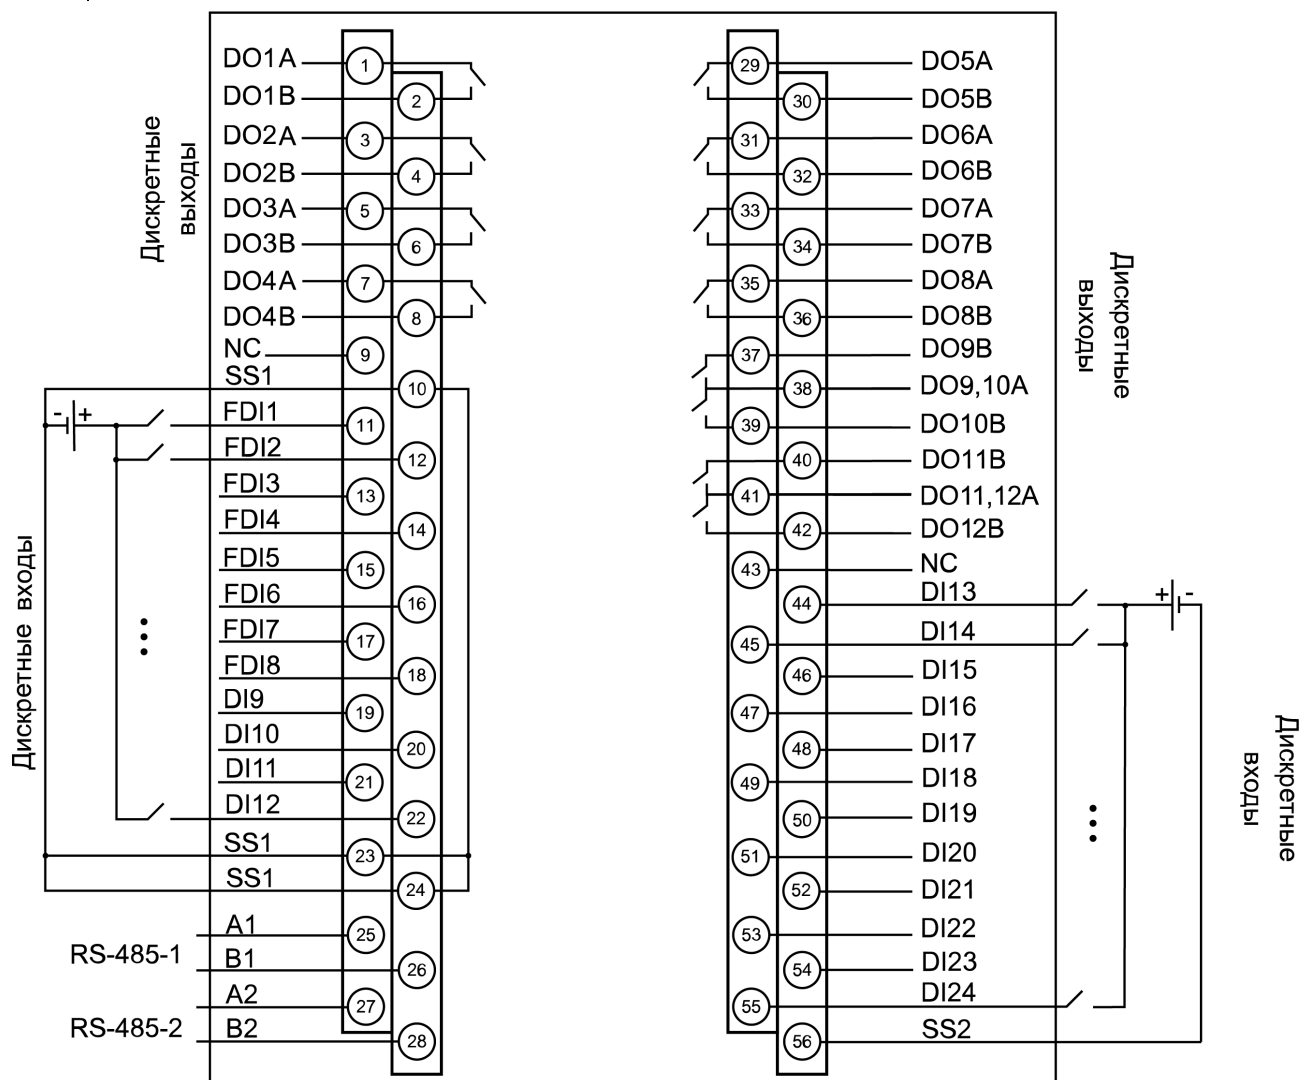 Дискретные
выходы
DO1A 1
DO1B 2
DO2A 3
DO2B 4
DO3A 5
DO3B 6
DO4A 7
DO4B 8
NC 9
SS1 10
- + FDI1 11
FDI2 12
FDI3 13
FDI4 14
FDI5 15
FDI6 16
FDI7 17
FDI8 18
DI9 19
DI10 20
DI11 21
DI12 22
SS1 23
SS1 24
Дискретные входы
RS-485-1
A1 25
B1 26
RS-485-2
A2 27
B2 28
29 DO5A
30 DO5B
31 DO6A
32 DO6B
33 DO7A
34 DO7B
35 DO8A
36 DO8B
37 DO9B
38 DO9,10A
39 DO10B
40 DO11B
41 DO11,12A
42 DO12B
43 NC
Дискретные
выходы
44 DI13 + -
45 DI14
46 DI15
47 DI16
48 DI17
49 DI18
50 DI19
51 DI20
52 DI21
53 DI22
54 DI23
55 DI24
56 SS2
Дискретные
входы